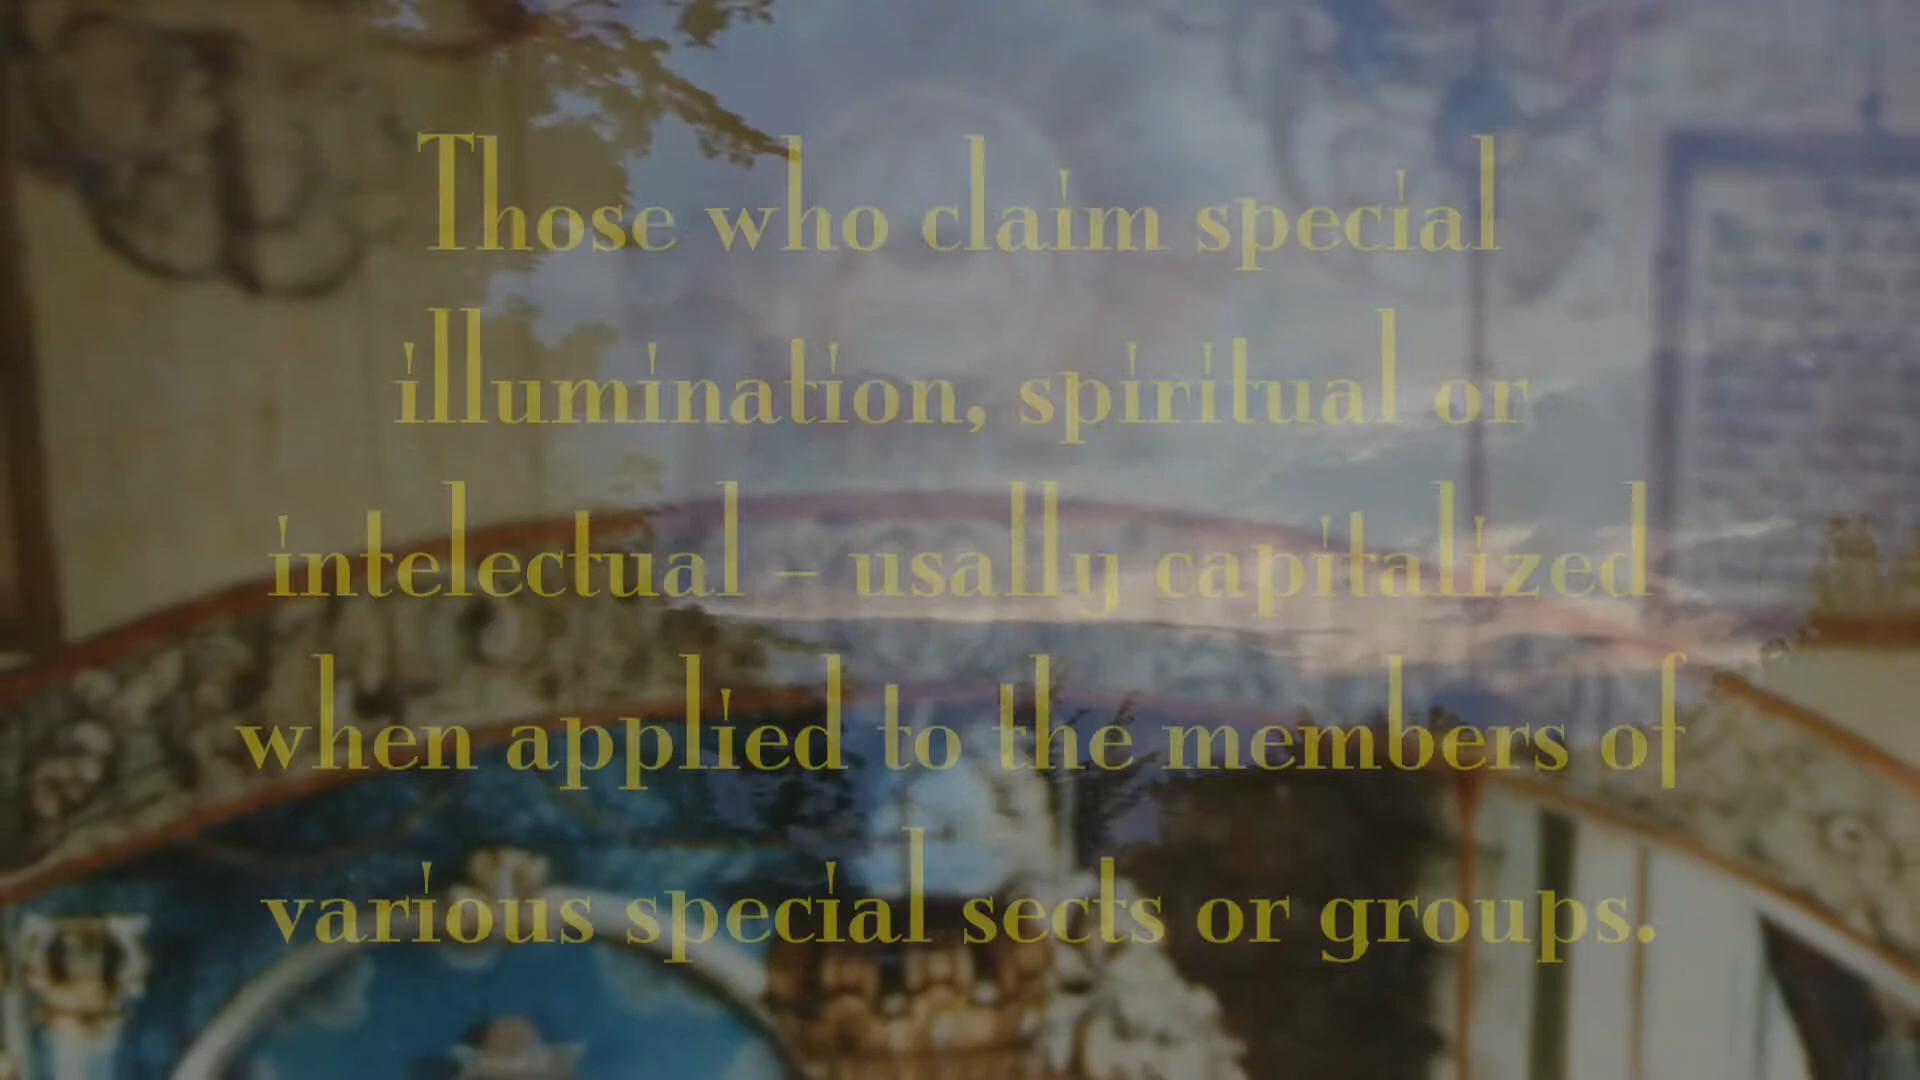 Those who claim special
illumination, spiritual or
intelectual – usally capitalized
when applied to the members of
various special sects or groups.